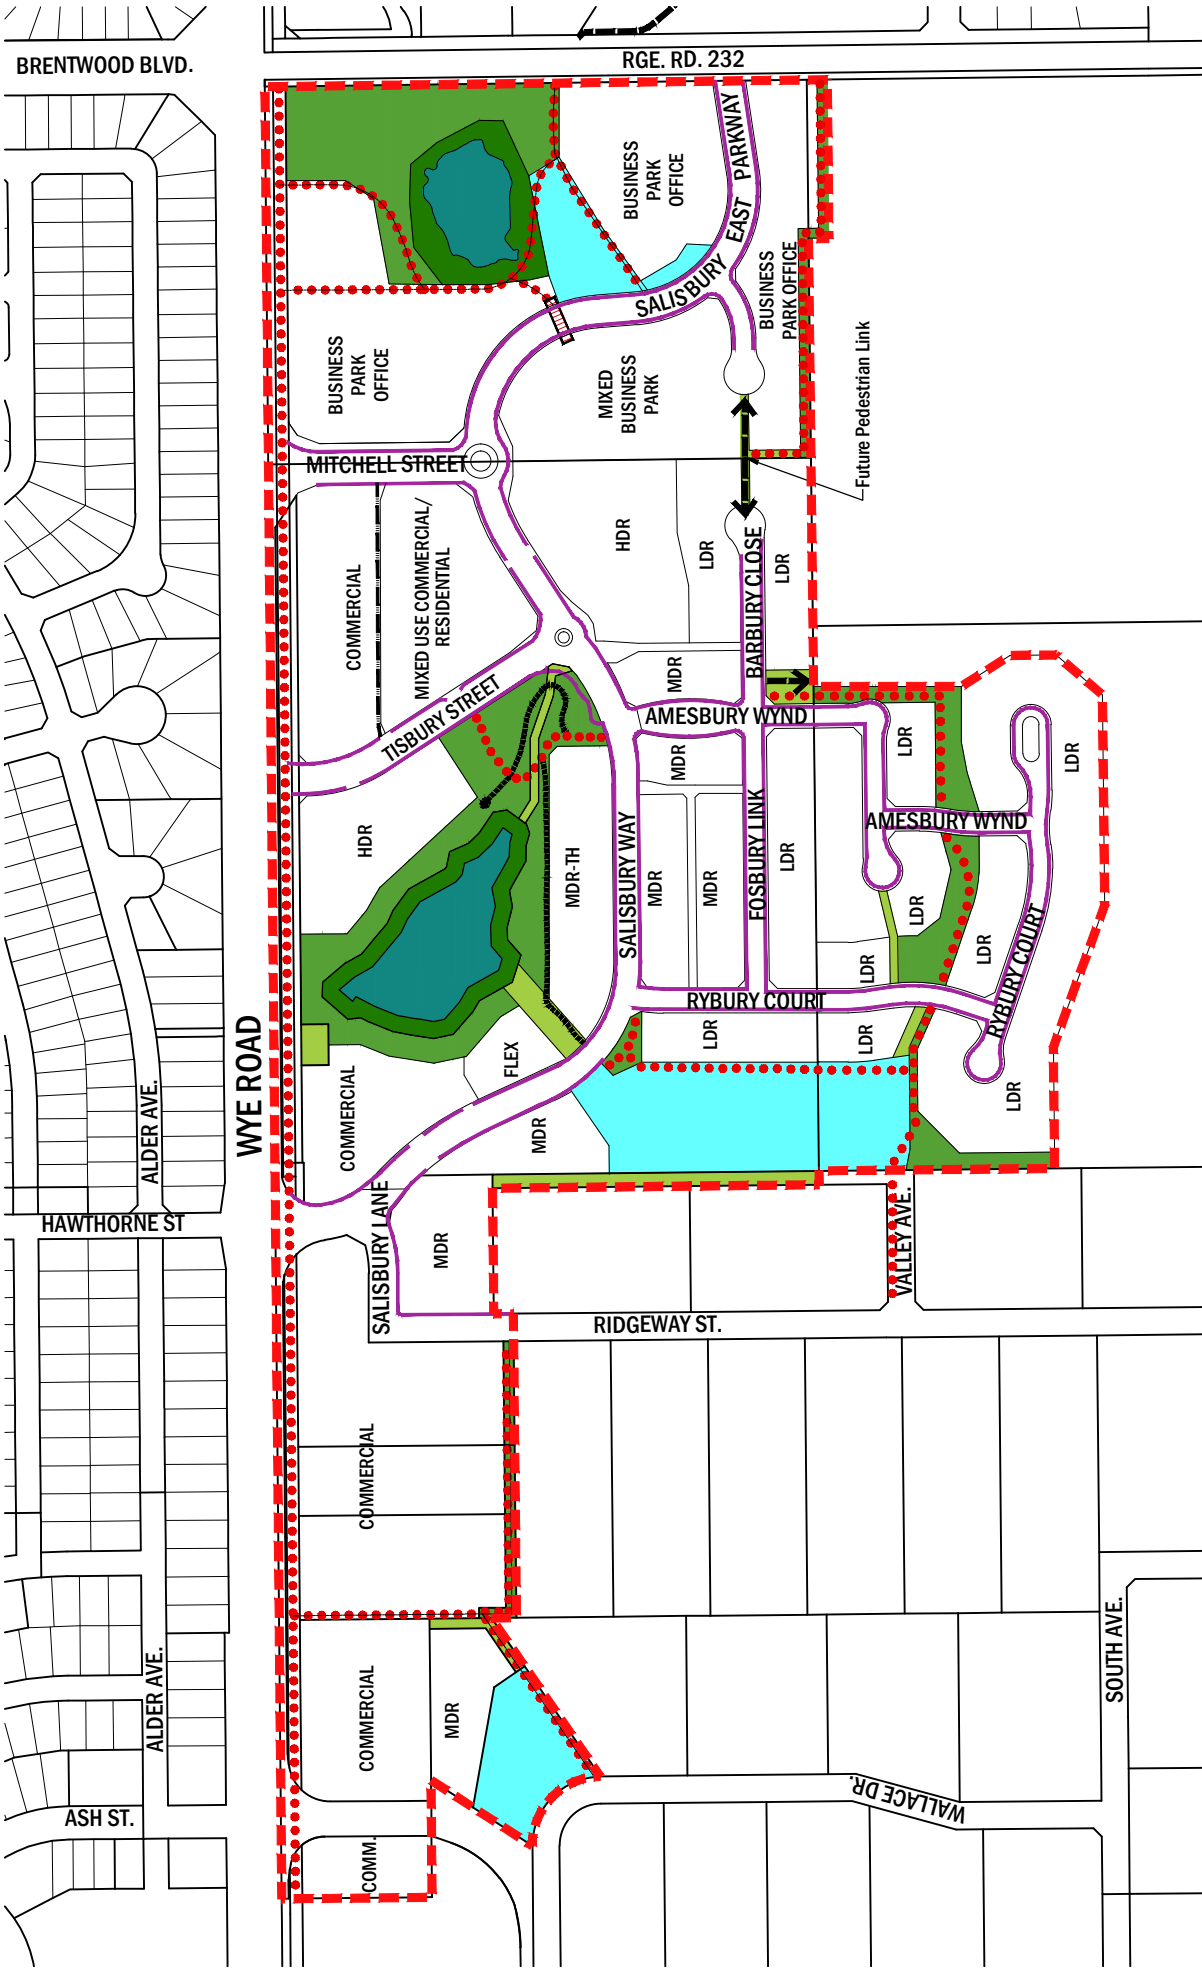 BRENTWOOD BLVD.
RGE. RD. 232
PARKWAY
EAST
SALISBURY
BUSINESS
PARK
OFFICE
BUSINESS
PARK OFFICE
BUSINESS
PARK
OFFICE
MIXED
BUSINESS
PARK
Future Pedestrian Link
MITCHELL STREET
COMMERCIAL
MIXED USE COMMERCIAL/
RESIDENTIAL
HDR
LDR
BARBURY CLOSE
LDR
MDR
TISBURY STREET
AMESBURY WYND
MDR
LDR
LDR
HDR
MDR-TH
SALISBURY WAY
MDR
MDR
FOSBURY LINK
LDR
AMESBURY WYND
LDR
LDR
LDR
RYBURY COURT
RYBURY COURT
LDR
LDR
LDR
WYE ROAD
FLEX
COMMERCIAL
MDR
ALDER AVE.
HAWTHORNE ST
SALISBURY LANE
MDR
VALLEY AVE.
RIDGEWAY ST.
COMMERCIAL
COMMERCIAL
MDR
ALDER AVE.
SOUTH AVE.
WALLACE DR.
ASH ST.
COMM.